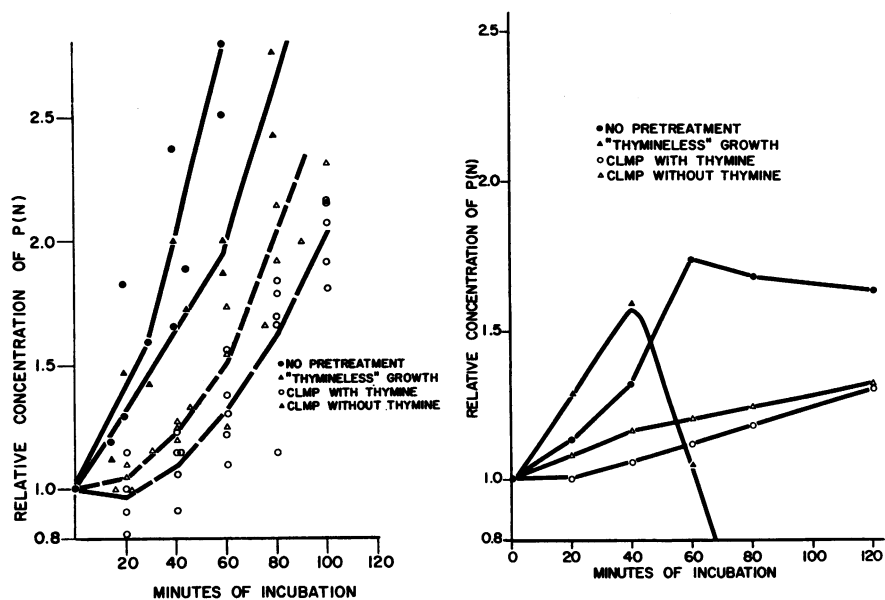 RELATIVE CONCENTRATION OF P(N)
2.5
2.0
1.5
1.0
0.8
NO PRETREATMENT
"THYMINELESS" GROWTH
CLMP WITH THYMINE
CLMP WITHOUT THYMINE
20 40 60 80 100 120
MINUTES OF INCUBATION
RELATIVE CONCENTRATION OF P(N)
2.5
2.0
1.5
1.0
0.8
NO PRETREATMENT
"THYMINELESS" GROWTH
CLMP WITH THYMINE
CLMP WITHOUT THYMINE
0 20 40 60 80 100 120
MINUTES OF INCUBATION